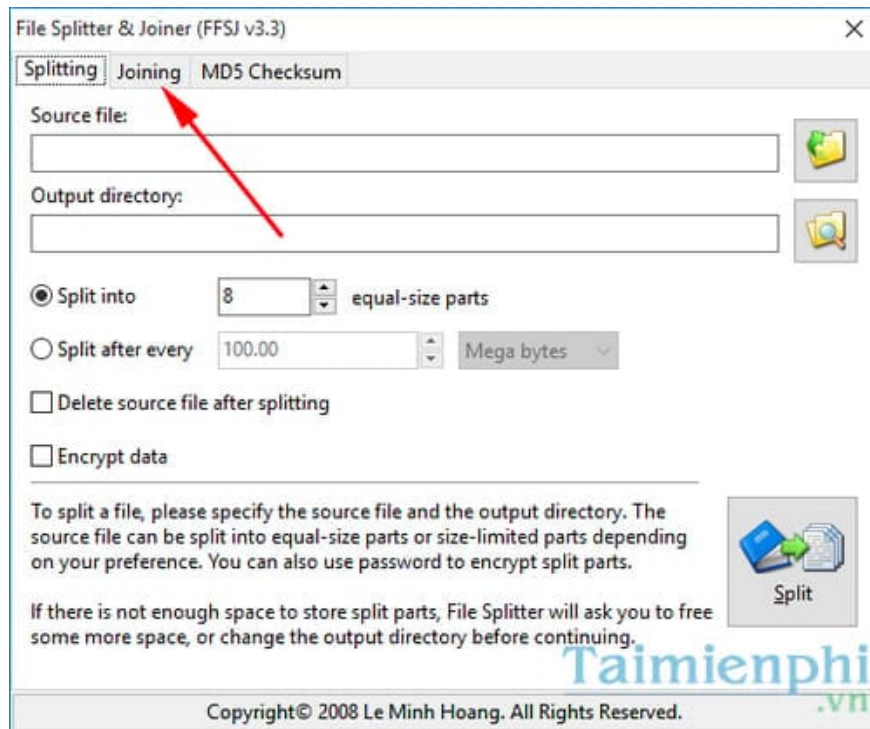 File Splitter & Joiner (FFSJ v3.3)
Splitting Joining MD5 Checksum
Source file:
Output directory:
Split into 8 equal-size parts
Split after every 100.00 Mega bytes
Delete source file after splitting
Encrypt data
To split a file, please specify the source file and the output directory. The
source file can be split into equal-size parts or size-limited parts depending
on your preference. You can also use password to encrypt split parts.
If there is not enough space to store split parts, File Splitter will ask you to free
some more space, or change the output directory before continuing.
Split
Taimienphi
.vn
Copyright© 2008 Le Minh Hoang. All Rights Reserved.